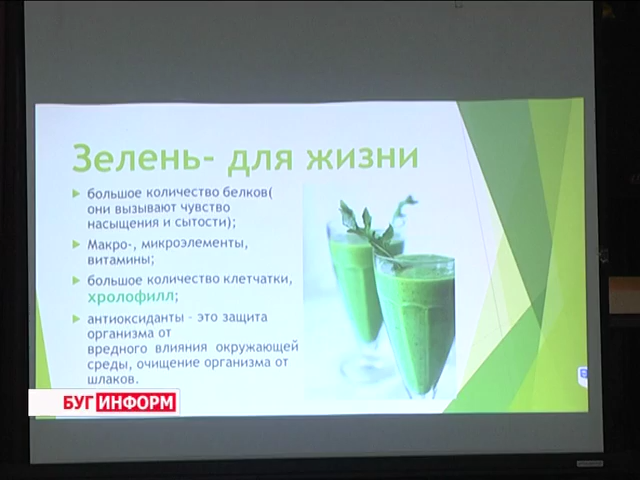 Зелень- для жизни
большое количество белков(
они вызывают чувство
насыщения и сытости);
Макро-, микроэлементы,
витамины;
большое количество клетчатки,
хролофилл;
антиоксиданты – это защита
организма от
вредного влияния окружающей
среды, очищение организма от
шлаков.
БУГ ИНФОРМ